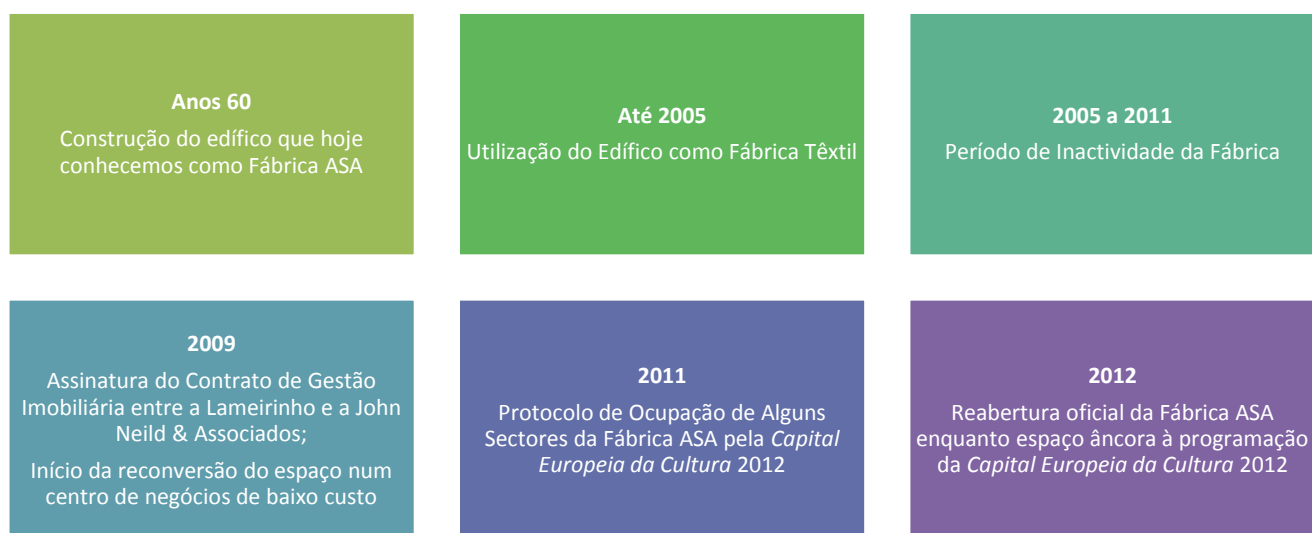 Anos 60
Construção do edífico que hoje
conhecemos como Fábrica ASA
Até 2005
Utilização do Edífico como Fábrica Têxtil
2005 a 2011
Período de Inactividade da Fábrica
2009
Assinatura do Contrato de Gestão
Imobiliária entre a Lameirinho e a John
Neild & Associados;
Início da reconversão do espaço num
centro de negócios de baixo custo
2011
Protocolo de Ocupação de Alguns
Sectores da Fábrica ASA pela Capital
Europeia da Cultura 2012
2012
Reabertura oficial da Fábrica ASA
enquanto espaço âncora à programação
da Capital Europeia da Cultura 2012